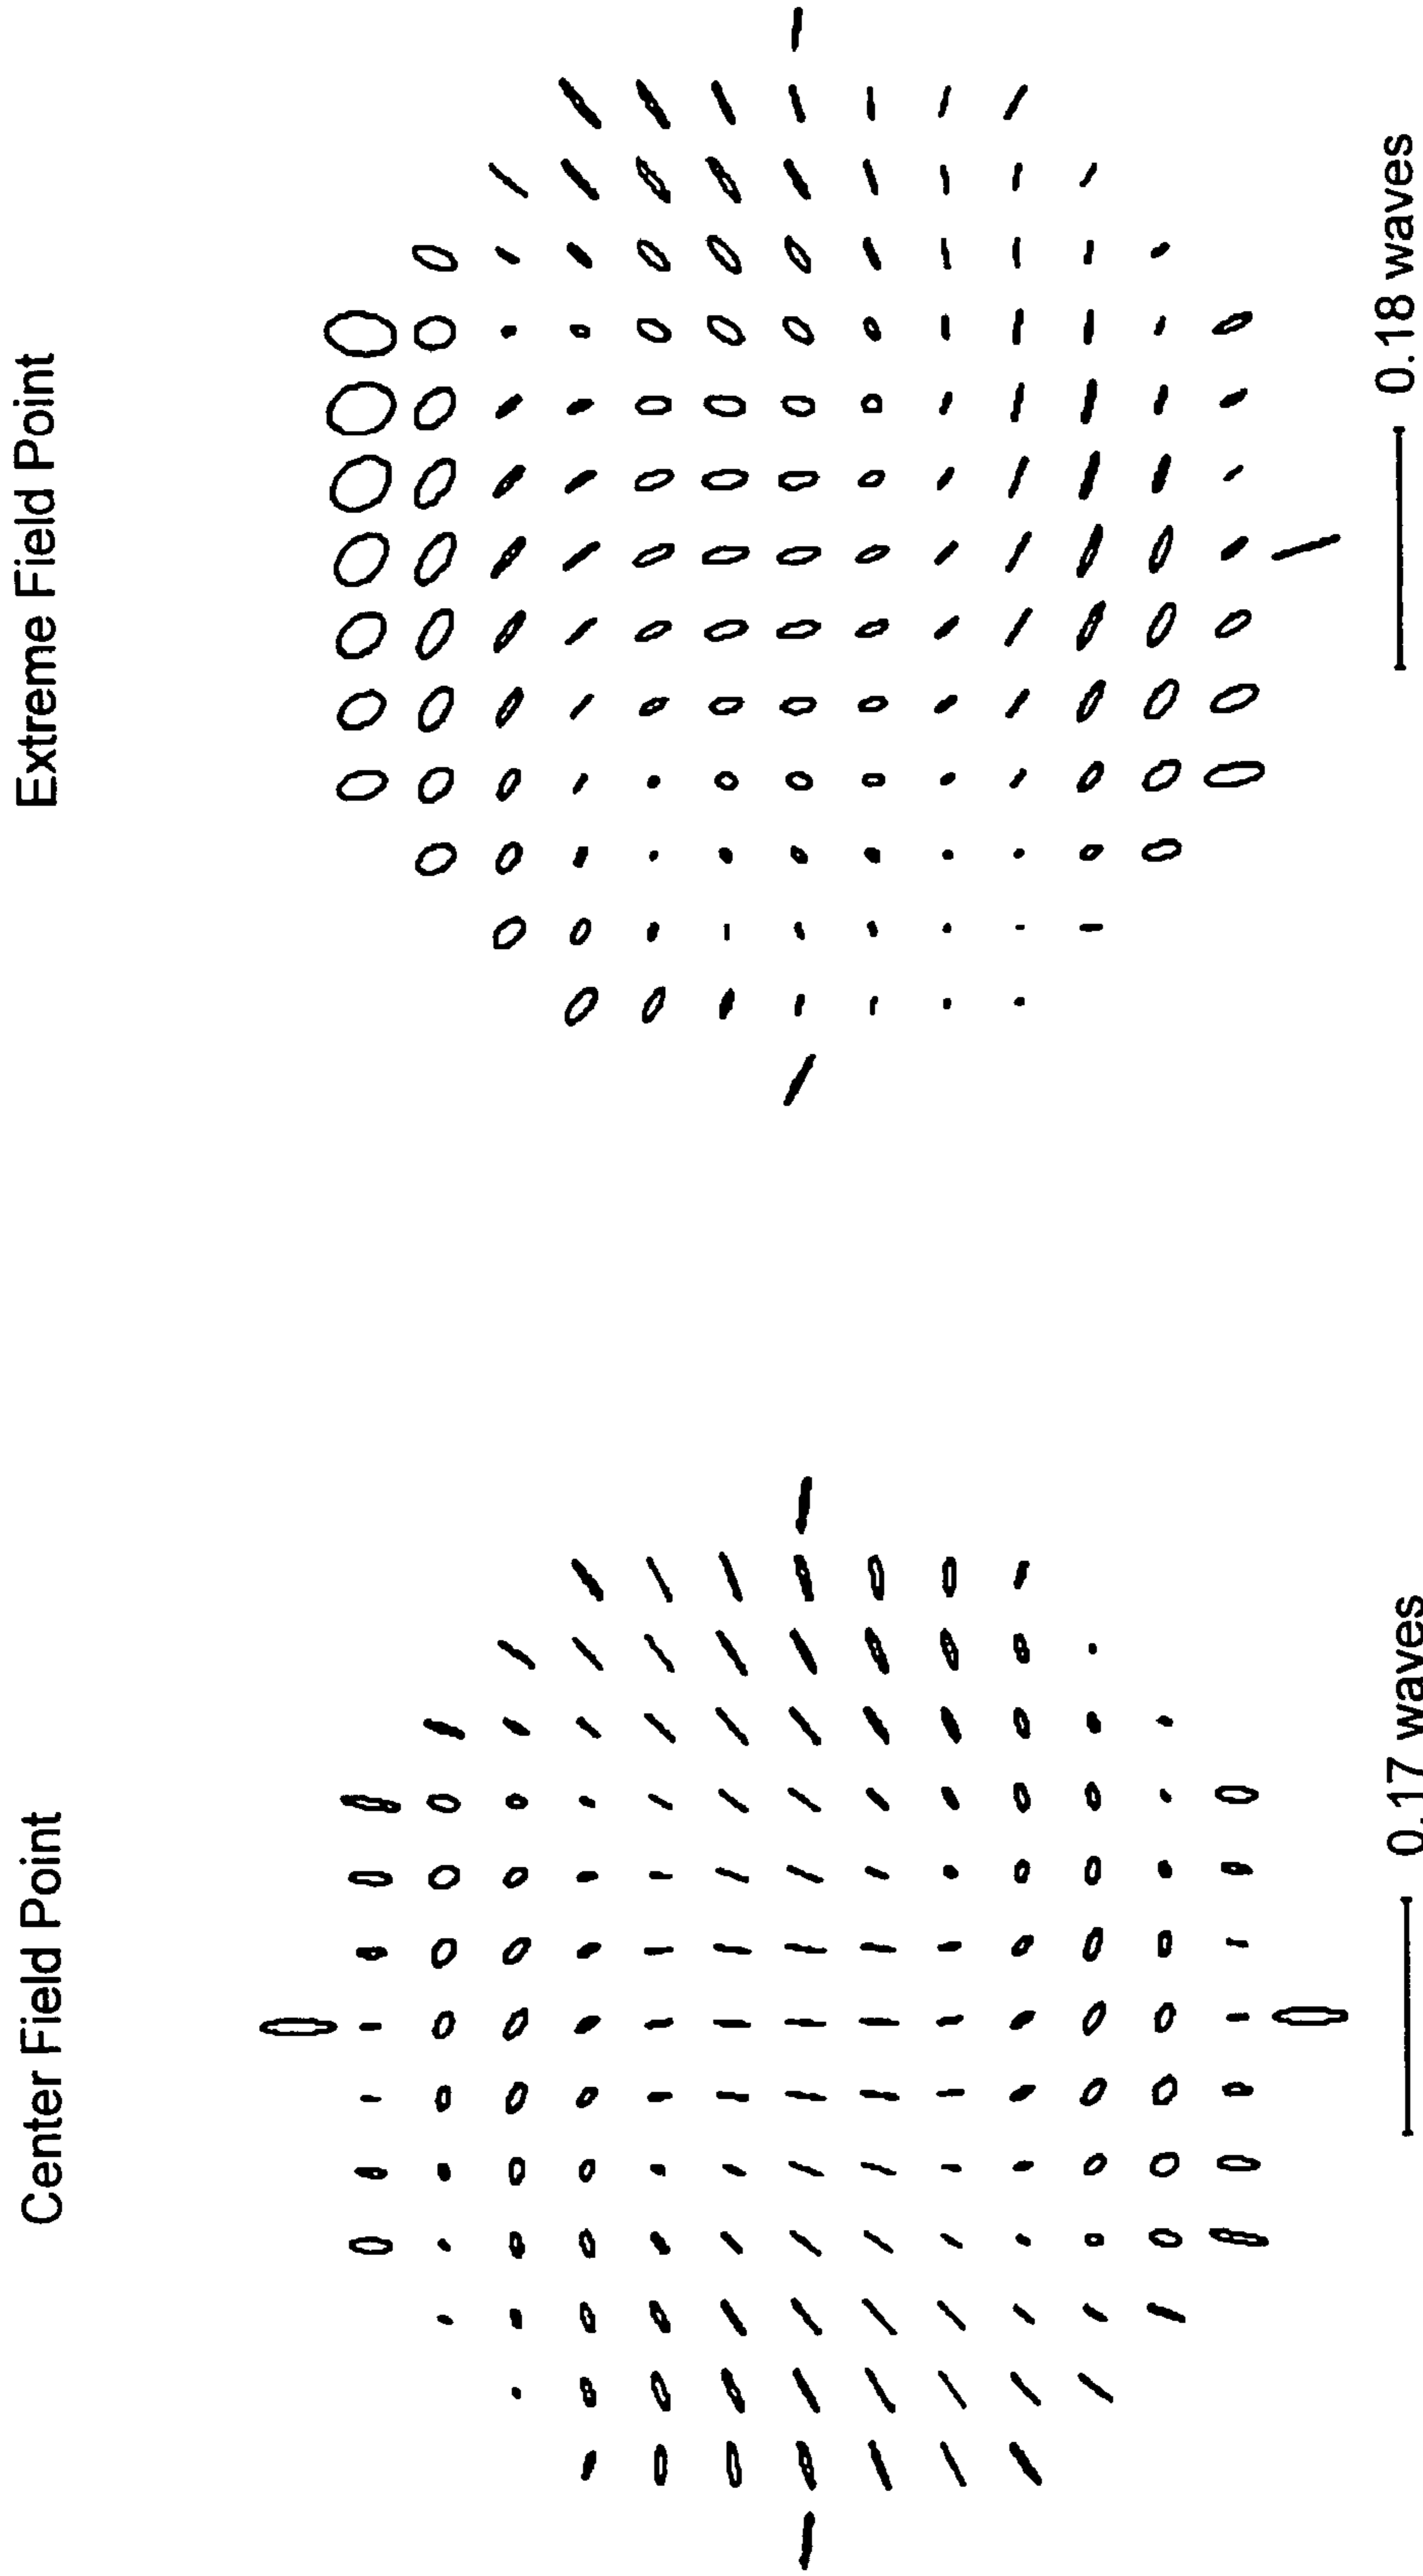 Center Field Point
0.17 waves
Extreme Field Point
0.18 waves